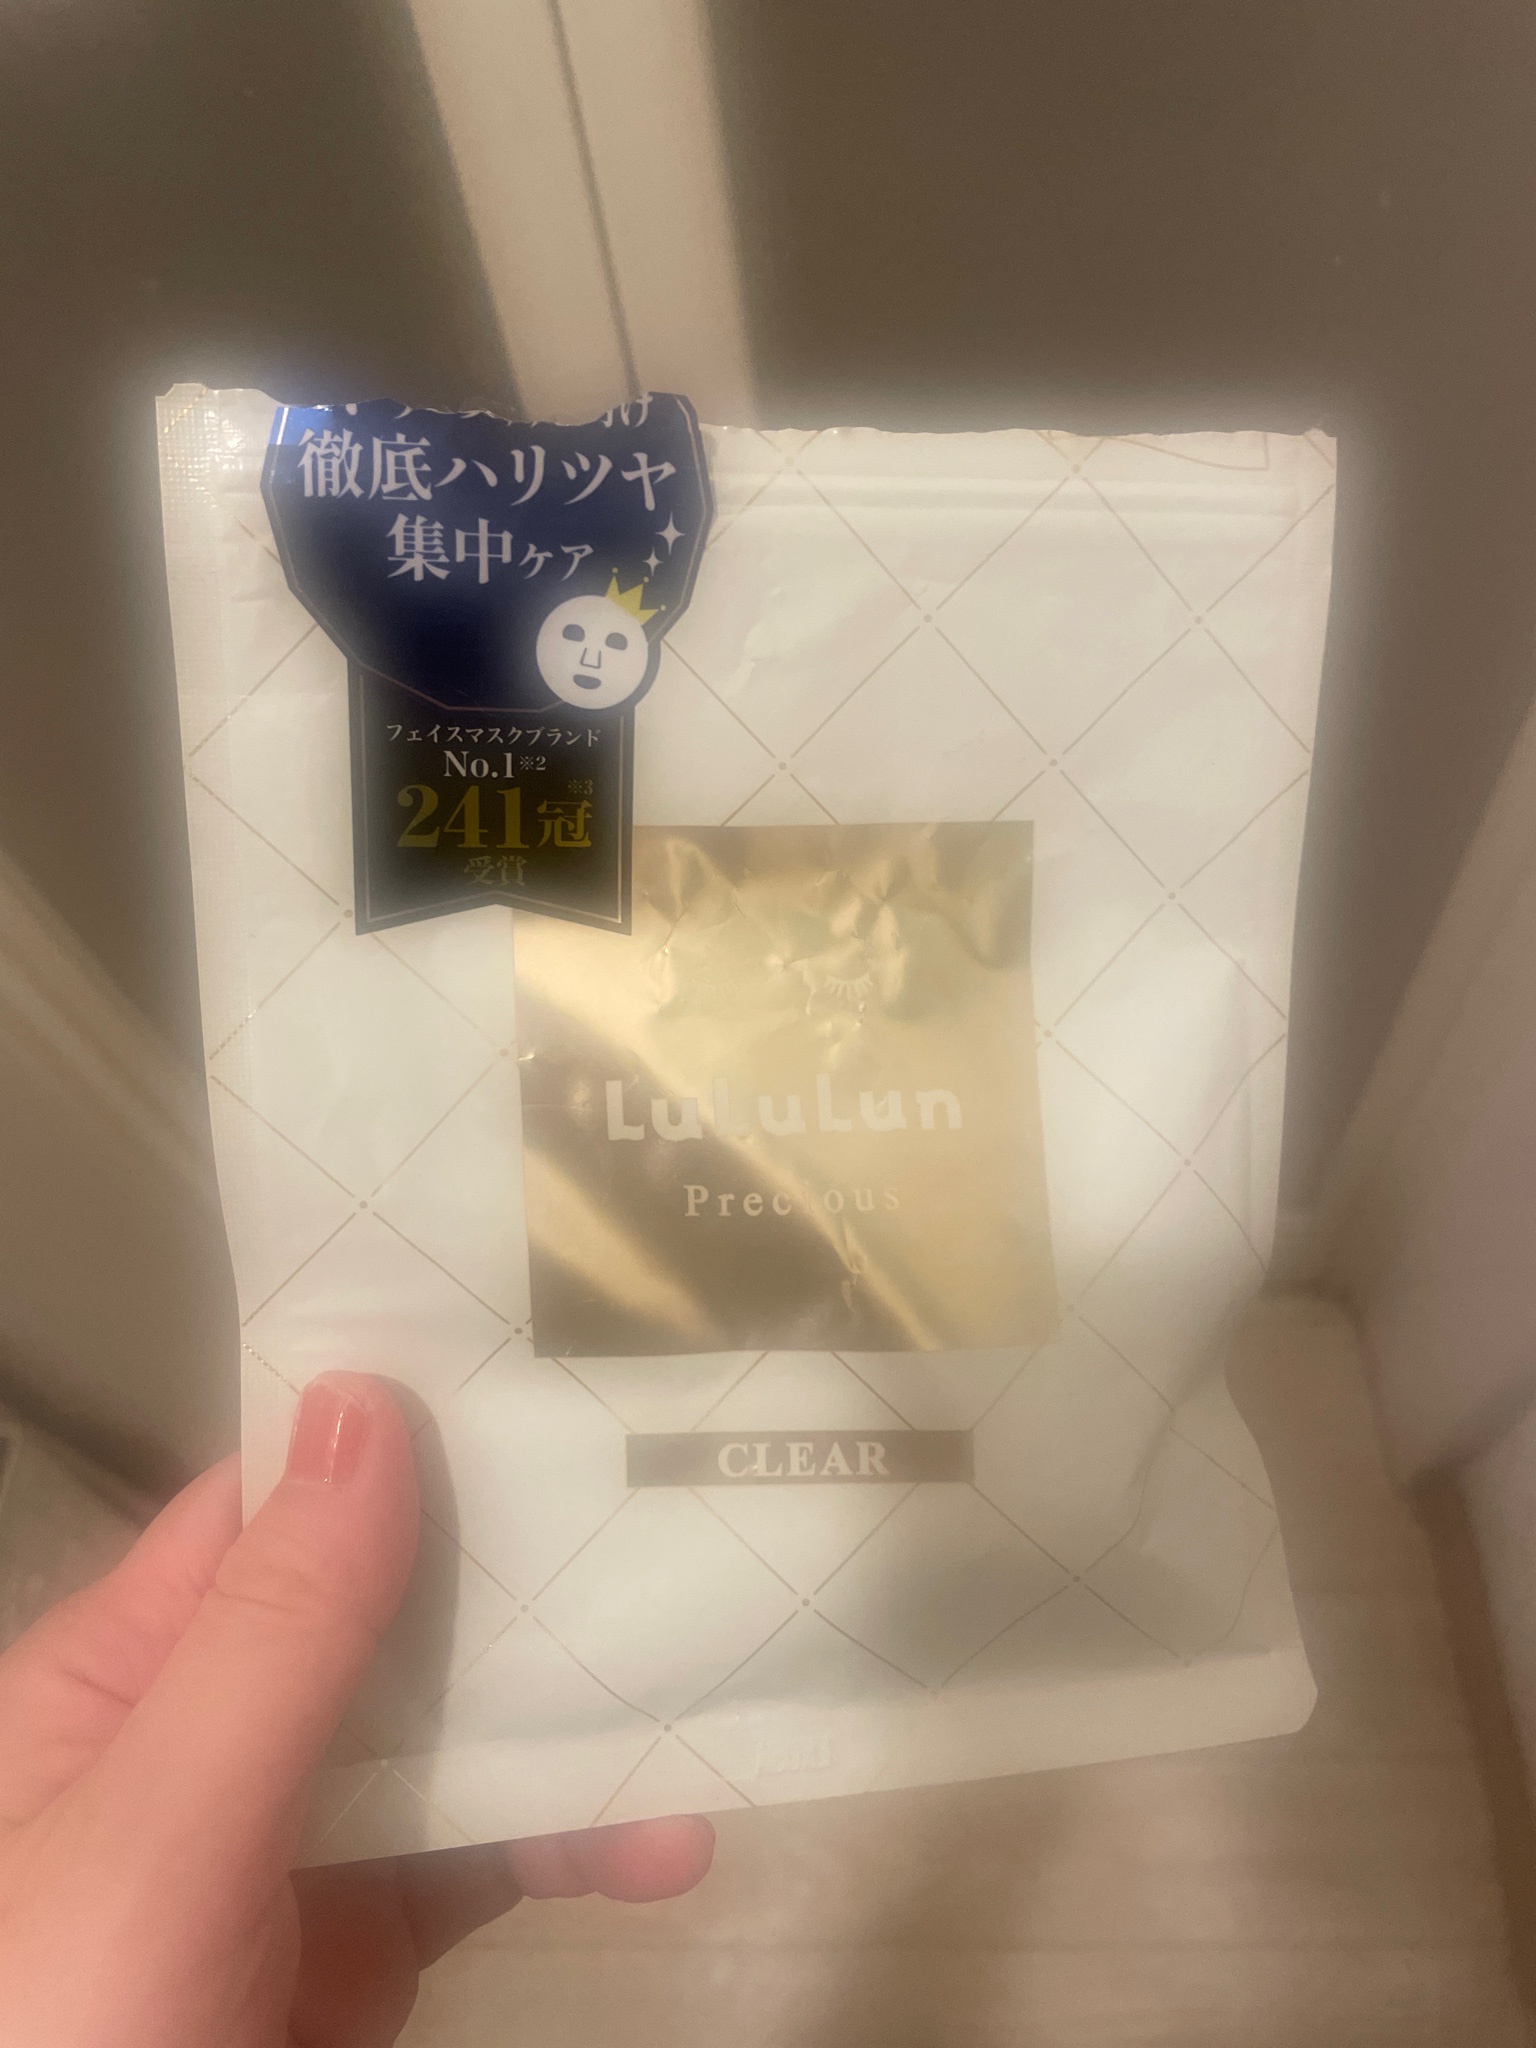 徹底ハリツヤ
集中ケア
フェイスマスクブランド
No.1※2
241冠※3
受賞
LuLuLun
Precious
CLEAR